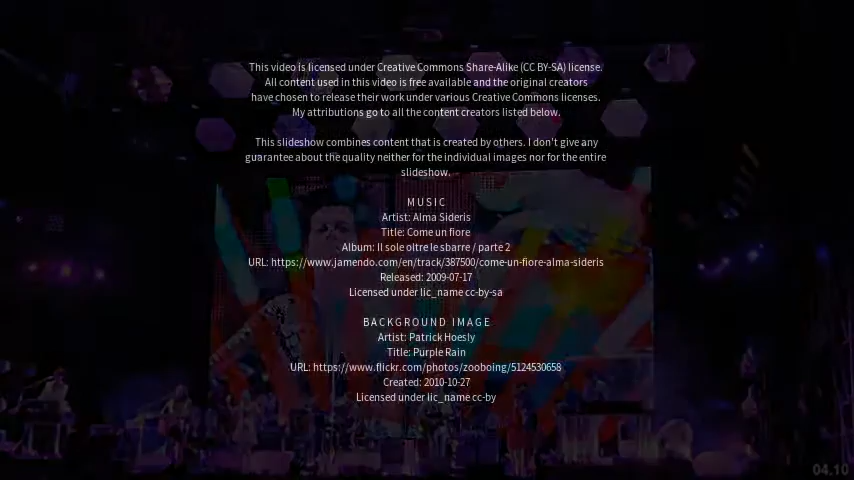 This video is licensed under Creative Commons Share-Alike (CC BY-SA) license.
All content used in this video is free available and the original creators
have chosen to release their work under various Creative Commons licenses.
My attributions go to all the content creators listed below.
This slideshow combines content that is created by others. I don't give any
guarantee about the quality neither for the individual images nor for the entire
slideshow.
MUSIC
Artist: Alma Sideris
Title: Come un fiore
Album: Il sole oltre le sbarre / parte 2
URL: https://www.jamendo.com/en/track/387500/come-un-fiore-alma-sideris
Released: 2009-07-17
Licensed under lic_name cc-by-sa
BACKGROUND IMAGE
Artist: Patrick Hoesly
Title: Purple Rain
URL: https://www.flickr.com/photos/zooboing/5124530658
Created: 2010-10-27
Licensed under lic_name cc-by
04.10